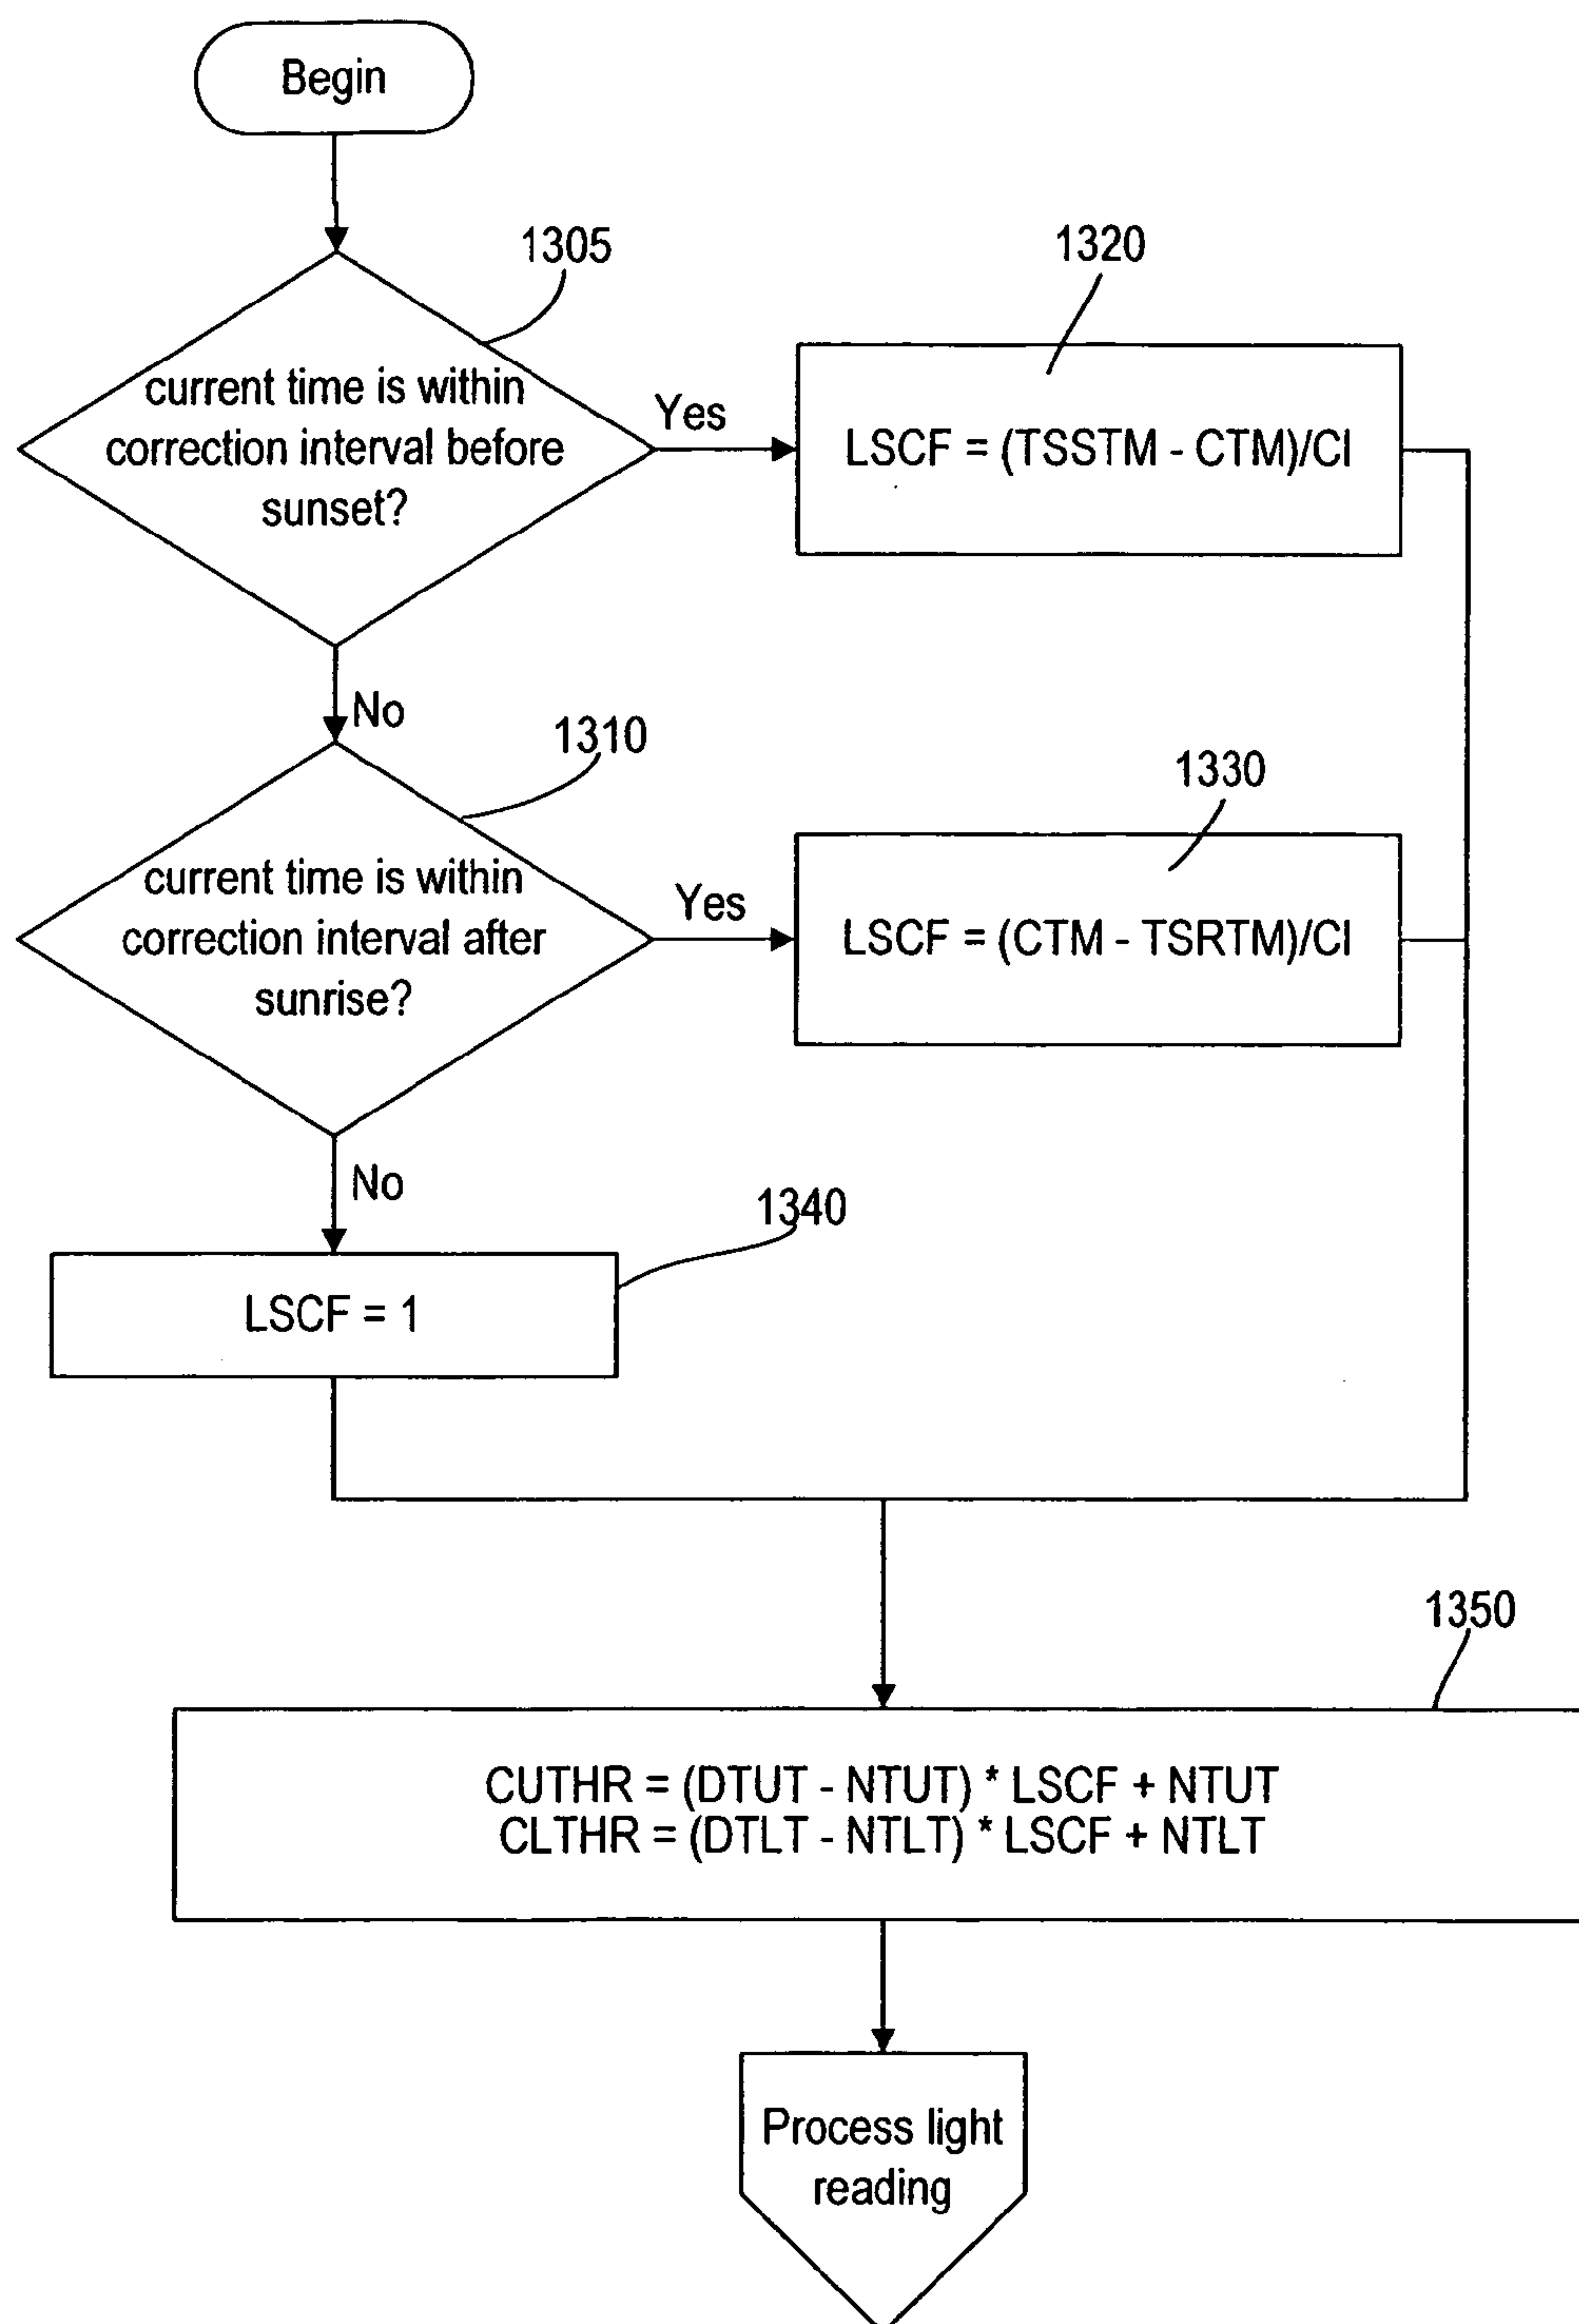 Begin
1305
current time is within
correction interval before
sunset?
Yes
1320
LSCF = (TSSTM - CTM)/CI
No
1310
current time is within
correction interval after
sunrise?
Yes
1330
LSCF = (CTM - TSRTM)/CI
No
1340
LSCF = 1
1350
CUTHR = (DTUT - NTUT) * LSCF + NTUT
CLTHR = (DTLT - NTLT) * LSCF + NTLT
Process light
reading